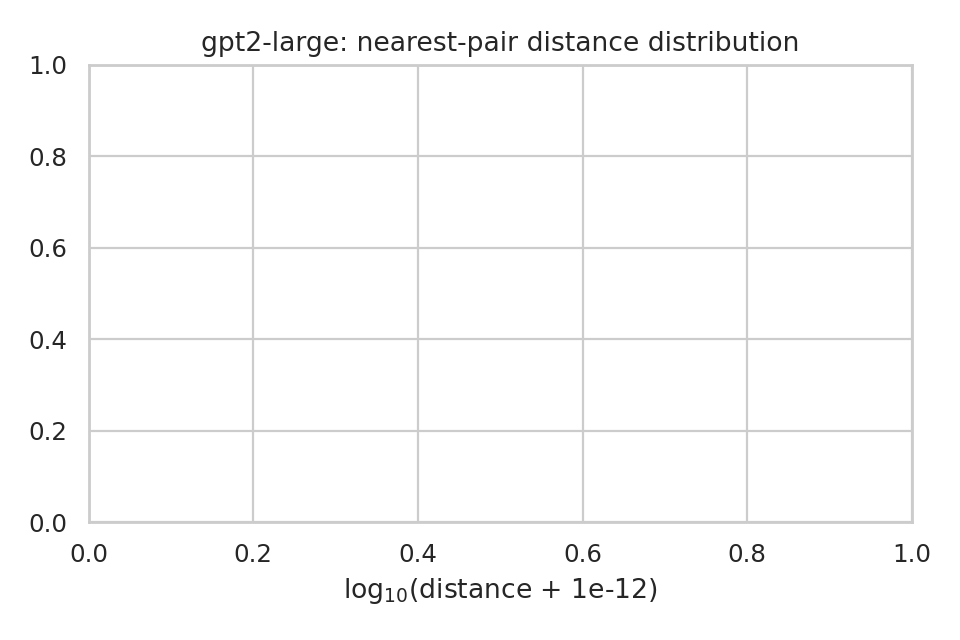 gpt2-large: nearest-pair distance distribution
1.0
0.8
0.6
0.4
0.2
0.0
0.0 0.2 0.4 0.6 0.8 1.0
log₁₀(distance + 1e-12)